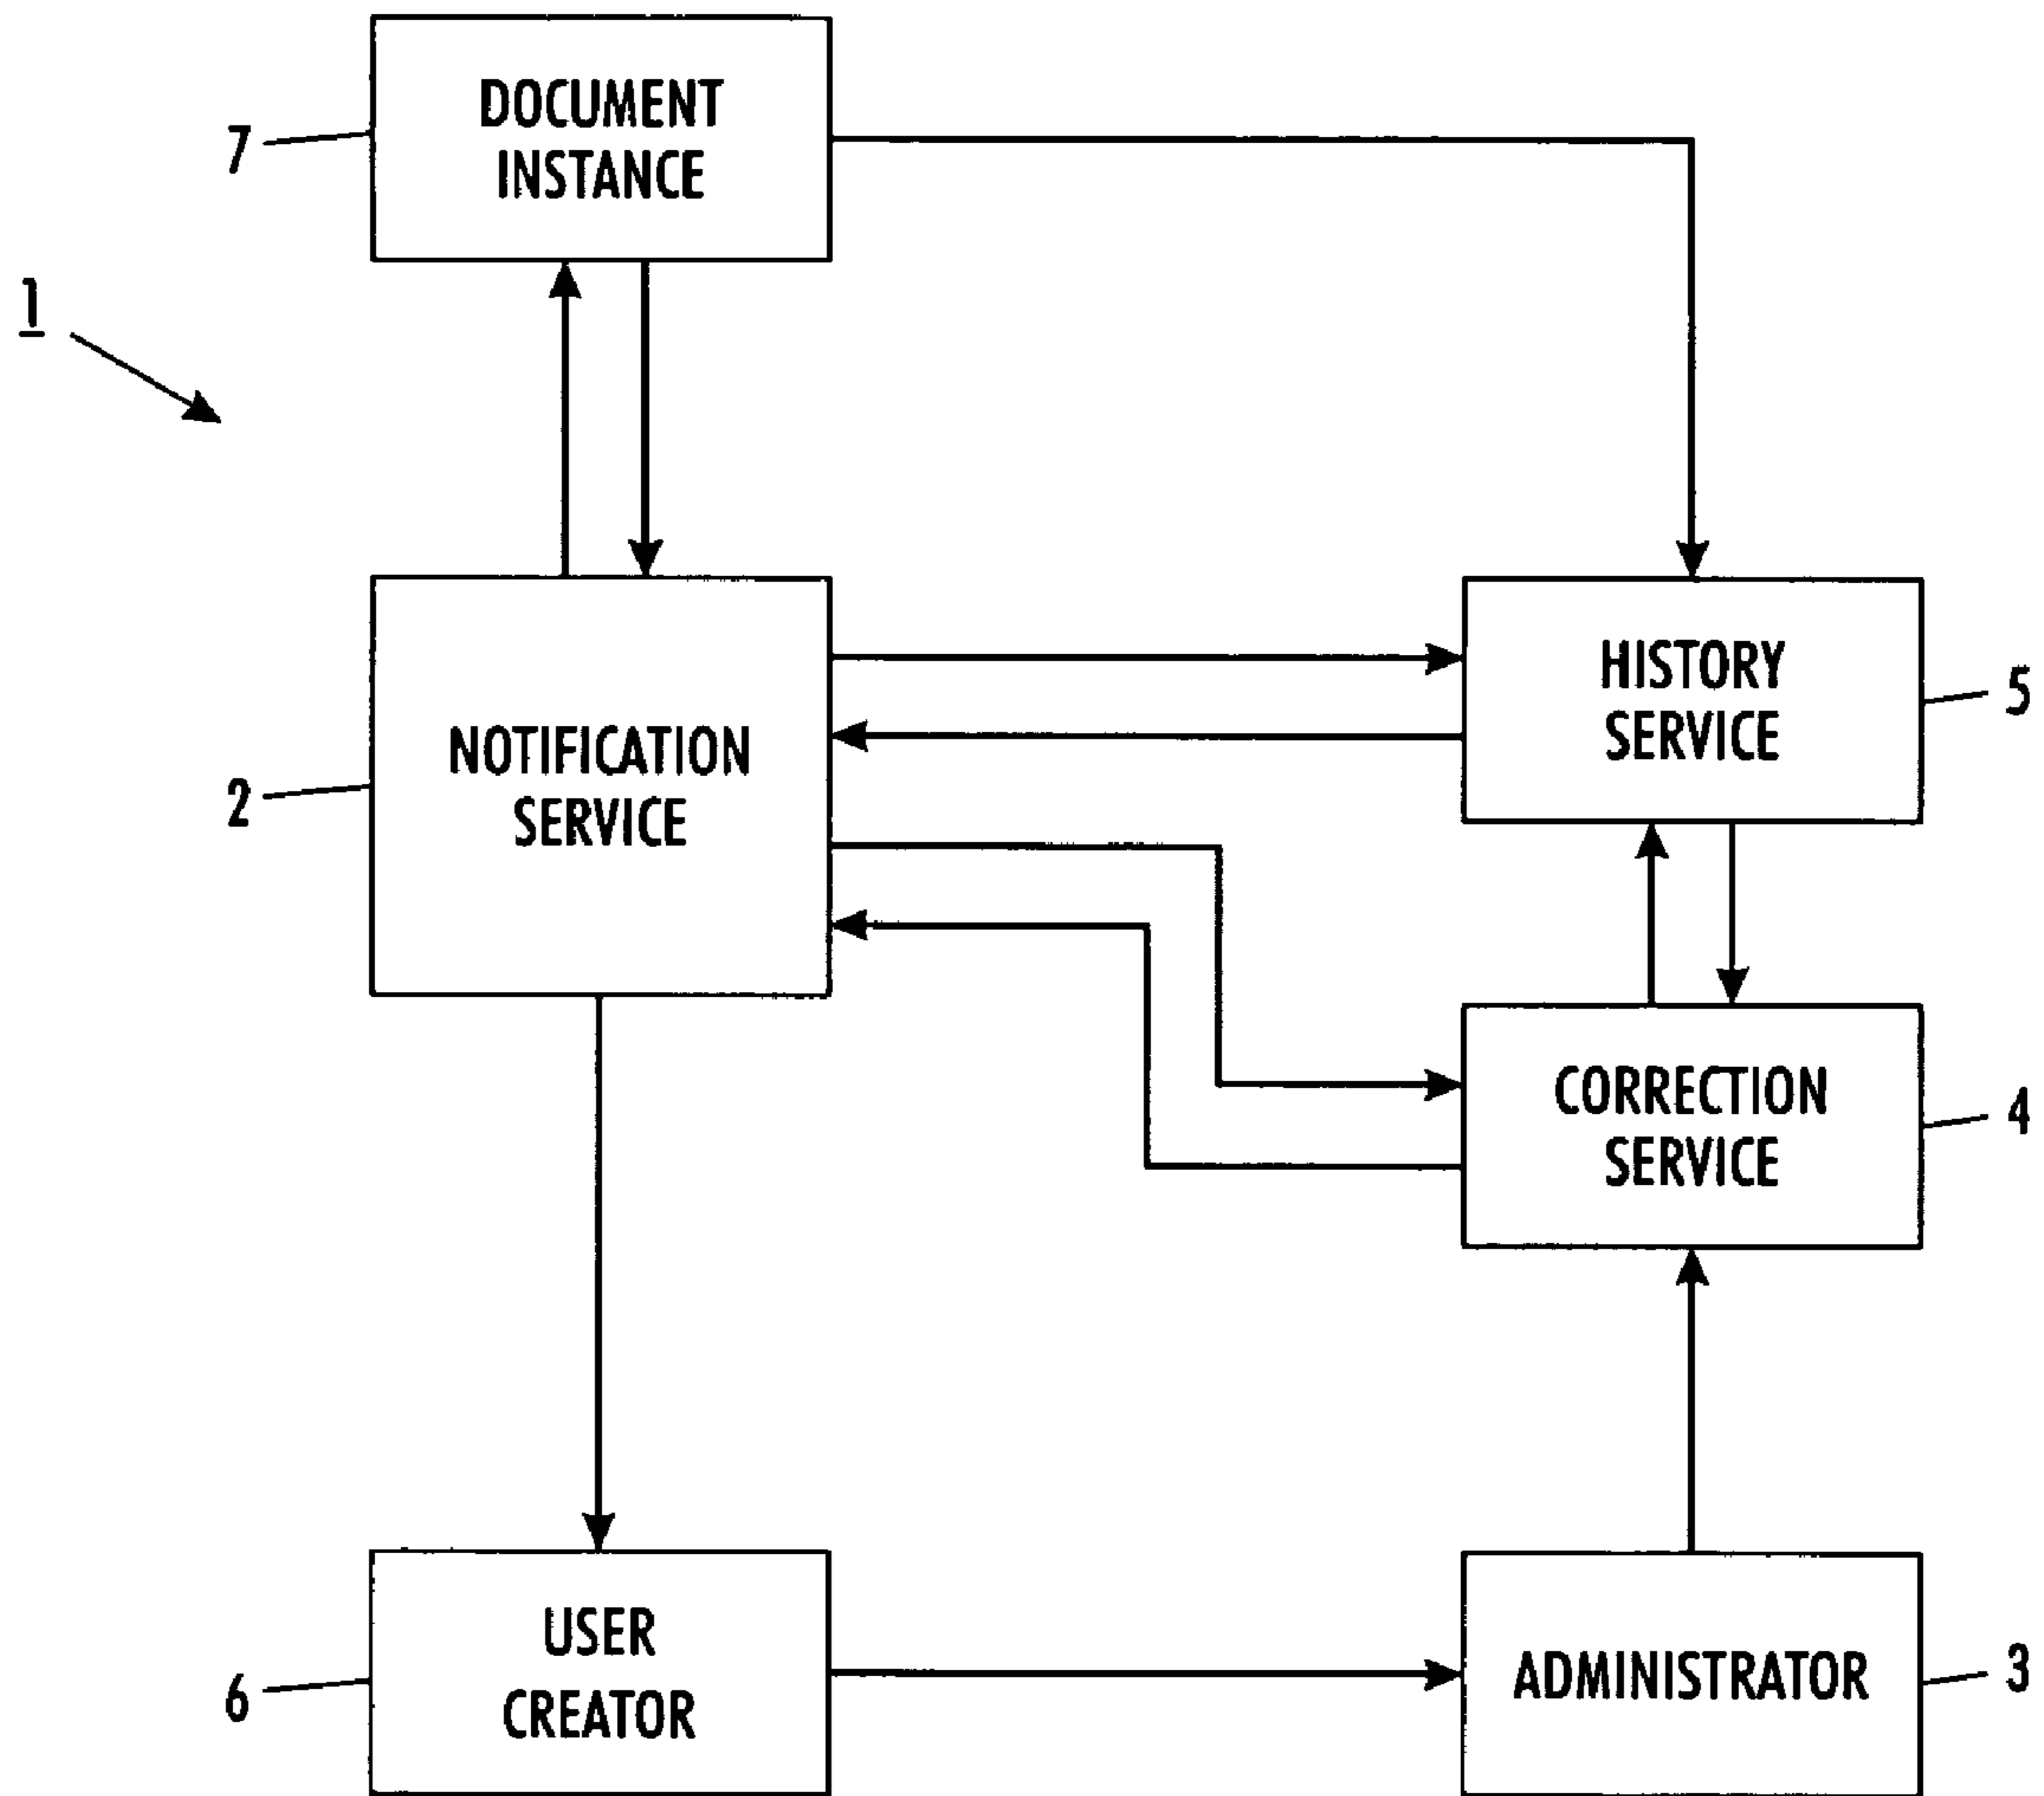 DOCUMENT
INSTANCE
7
1
NOTIFICATION
SERVICE
2
HISTORY
SERVICE
5
CORRECTION
SERVICE
4
USER
CREATOR
6
ADMINISTRATOR
3